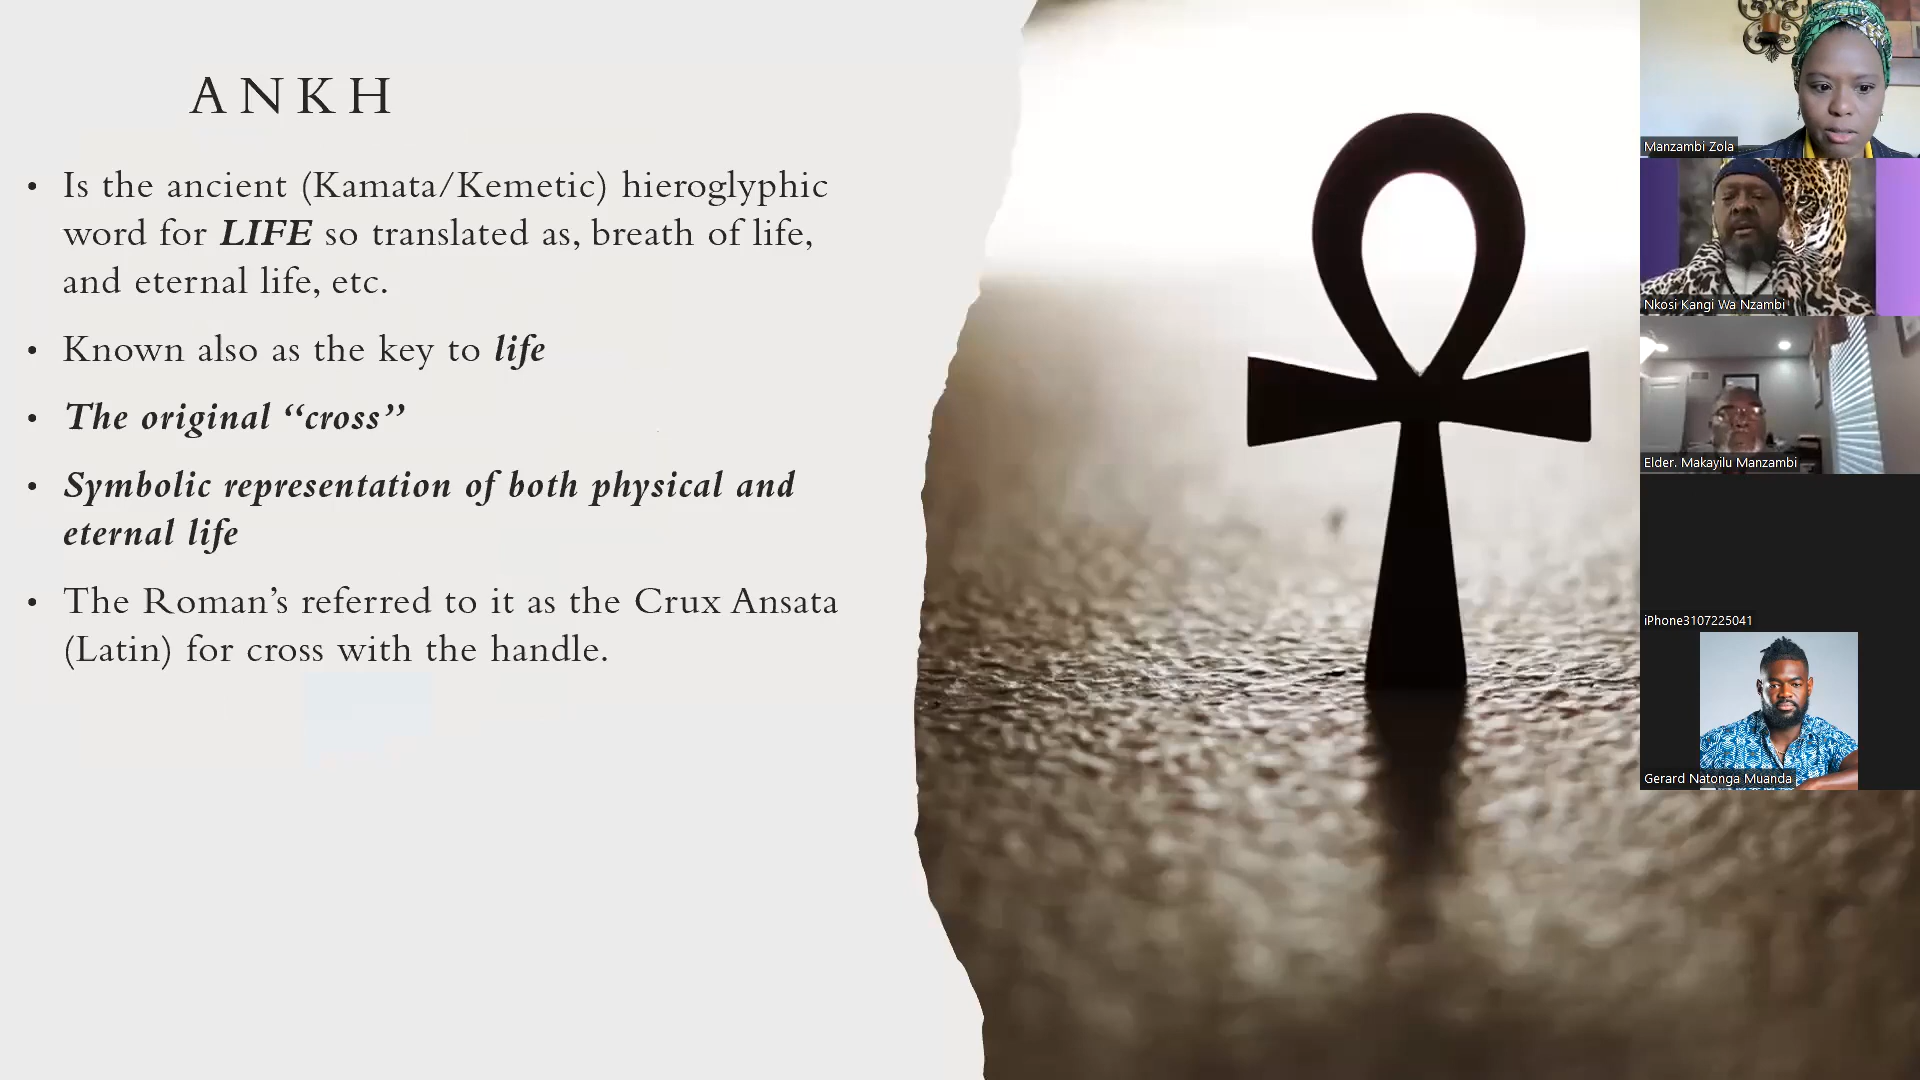 ANKH
• Is the ancient (Kamata/Kemetic) hieroglyphic
word for LIFE so translated as, breath of life,
and eternal life, etc.
• Known also as the key to life
• The original “cross”
• Symbolic representation of both physical and
eternal life
• The Roman’s referred to it as the Crux Ansata
(Latin) for cross with the handle.
Manzambi Zola
Nkosi Kangi Wa Nzambi
Elder. Makayilu Manzambi
iPhone3107225041
Gerard Natonga Muanda